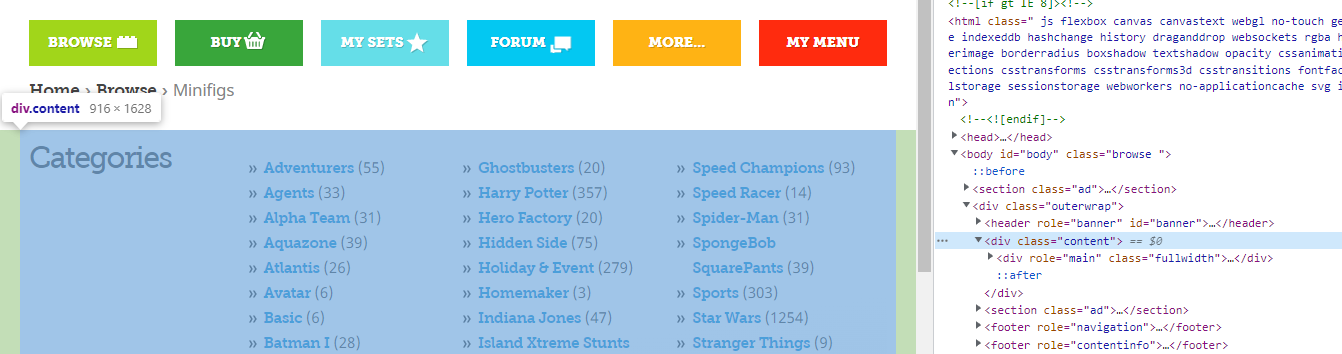 BROWSE
BUY
MY SETS
FORUM
MORE...
MY MENU
Home › Browse › Minifigs
div.content 916 × 1628
Categories
» Adventurers (55)
» Agents (33)
» Alpha Team (31)
» Aquazone (39)
» Atlantis (26)
» Avatar (6)
» Basic (6)
» Batman I (28)
» Ghostbusters (20)
» Harry Potter (357)
» Hero Factory (20)
» Hidden Side (75)
» Holiday & Event (279)
» Homemaker (3)
» Indiana Jones (47)
» Island Xtreme Stunts
» Speed Champions (93)
» Speed Racer (14)
» Spider-Man (31)
» SpongeBob
SquarePants (39)
» Sports (303)
» Star Wars (1254)
» Stranger Things (9)
<!--[if gt IE 8]><!-->
<html class=" js flexbox canvas canvastext webgl no-touch ge
e indexeddb hashchange history draganddrop websockets rgba h
erimage borderradius boxshadow textshadow opacity cssanimati
ections csstransforms csstransforms3d csstransitions fontfac
lstorage sessionstorage webworkers no-applicationcache svg i
n">
<!--<![endif]-->
<head>…</head>
<body id="body" class="browse ">
::before
<section class="ad">…</section>
<div class="outerwrap">
<header role="banner" id="banner">…</header>
<div class="content"> == $0
<div role="main" class="fullwidth">…</div>
::after
</div>
<section class="ad">…</section>
<footer role="navigation">…</footer>
<footer role="contentinfo">…</footer>